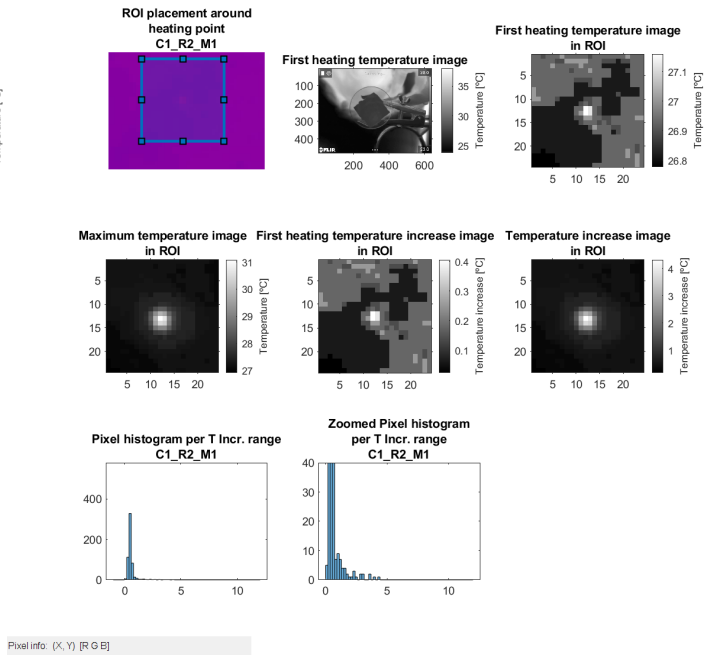 ROI placement around
heating point
C1_R2_M1
First heating temperature image
100
200
300
400
200 400 600
35
30
25
Temperature [ºC]
FLIR
First heating temperature image
in ROI
5
10
15
20
5 10 15 20
27.1
27
26.9
26.8
Temperature [ºC]
Maximum temperature image
in ROI
5
10
15
20
5 10 15 20
31
30
29
28
27
Temperature [ºC]
First heating temperature increase image
in ROI
5
10
15
20
5 10 15 20
0.4
0.3
0.2
0.1
Temperature increase [ºC]
Temperature increase image
in ROI
5
10
15
20
5 10 15 20
4
3
2
1
Temperature increase [ºC]
Pixel histogram per T Incr. range
C1_R2_M1
400
200
0
0 5 10
Zoomed Pixel histogram
per T Incr. range
C1_R2_M1
40
30
20
10
0
0 5 10
Pixel info: (X, Y) [R G B]